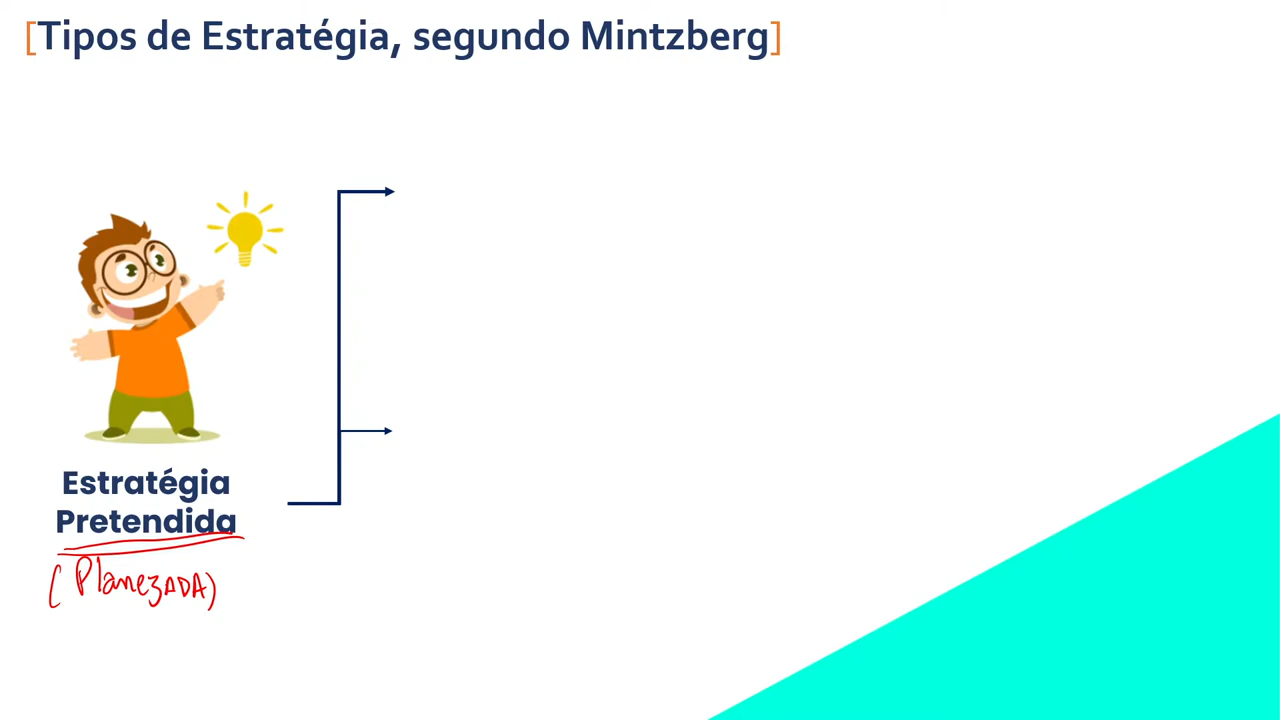 [Tipos de Estratégia, segundo Mintzberg]
Estratégia
Pretendida
(PlanezADA)